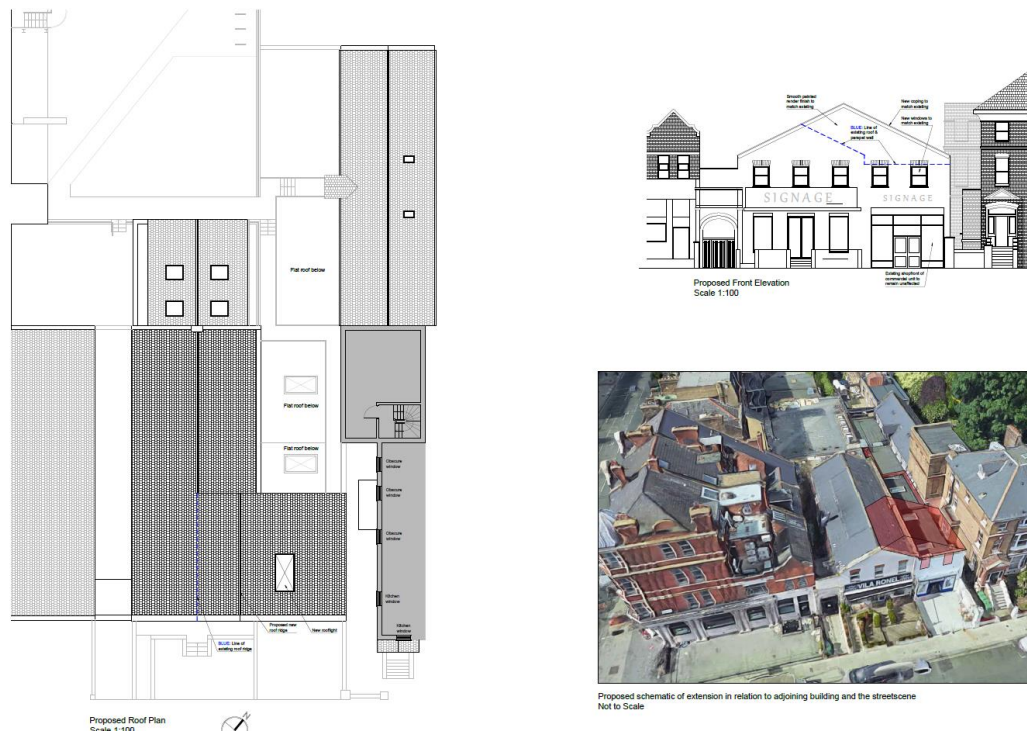 Flat roof below
Flat roof below
Flat roof below
Obscure
window
Obscure
window
Obscure
window
Kitchen
window
Kitchen
window
Proposed new
roof ridge
New rooflight
BLUE: Line of
existing roof ridge
Proposed Roof Plan
Scale 1:100
N
Smooth painted
render finish to
match existing
New coping to
match existing
New windows to
match existing
BLUE: Line of
existing roof &
parapet wall
SIGNAGE
SIGNAGE
Existing shopfront of
commercial unit to
remain unaffected
Proposed Front Elevation
Scale 1:100
VILA RONEL
Proposed schematic of extension in relation to adjoining building and the streetscene
Not to Scale